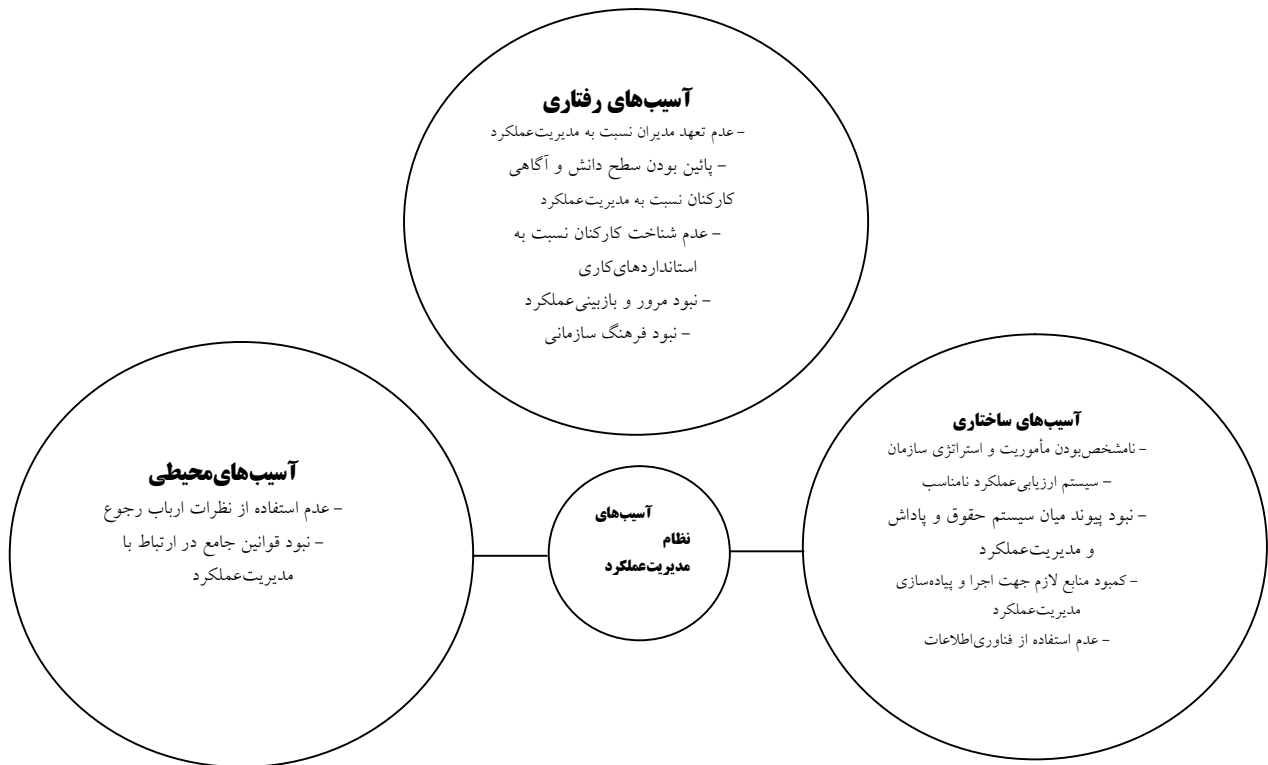 آسیب‌های رفتاری
- عدم تعهد مدیران نسبت به مدیریت‌عملکرد
- پائین بودن سطح دانش و آگاهی
کارکنان نسبت به مدیریت‌عملکرد
- عدم شناخت کارکنان نسبت به
استانداردهای‌کاری
- نبود مرور و بازبینی‌عملکرد
- نبود فرهنگ سازمانی
آسیب‌های ساختاری
- نامشخص‌بودن مأموریت و استراتژی سازمان
- سیستم ارزیابی‌عملکرد نامناسب
- نبود پیوند میان سیستم حقوق و پاداش
و مدیریت‌عملکرد
- کمبود منابع لازم جهت اجرا و پیاده‌سازی
مدیریت‌عملکرد
- عدم استفاده از فناوری‌اطلاعات
آسیب‌های
نظام
مدیریت‌عملکرد
آسیب‌های‌محیطی
- عدم استفاده از نظرات ارباب رجوع
- نبود قوانین جامع در ارتباط با
مدیریت‌عملکرد